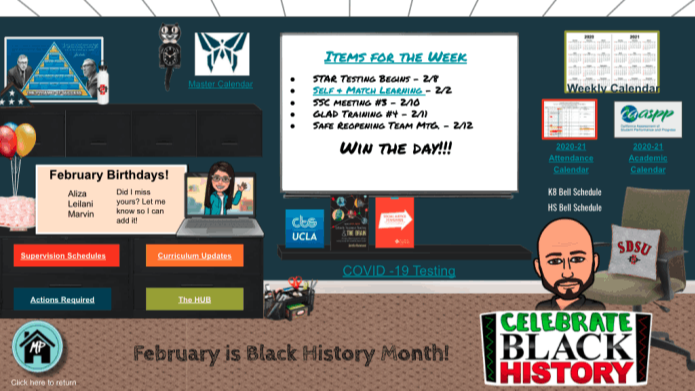 Master Calendar
Items for the Week
STAR Testing Begins - 2/8
Self + Match Learning - 2/2
SSC meeting #3 - 2/10
GLAD Training #4 - 2/11
Safe Reopening Team Mtg. - 2/12
Win the day!!!
Weekly Calendar
caaspp
2020-21
Attendance
Calendar
2020-21
Academic
Calendar
KB Bell Schedule
HS Bell Schedule
February Birthdays!
Aliza
Leilani
Marvin
Did I miss
yours? Let me
know so I can
add it!
UCLA
SDSU
Supervision Schedules
Curriculum Updates
Actions Required
The HUB
COVID -19 Testing
MP
Click here to return
February is Black History Month!
CELEBRATE
BLACK
HISTORY